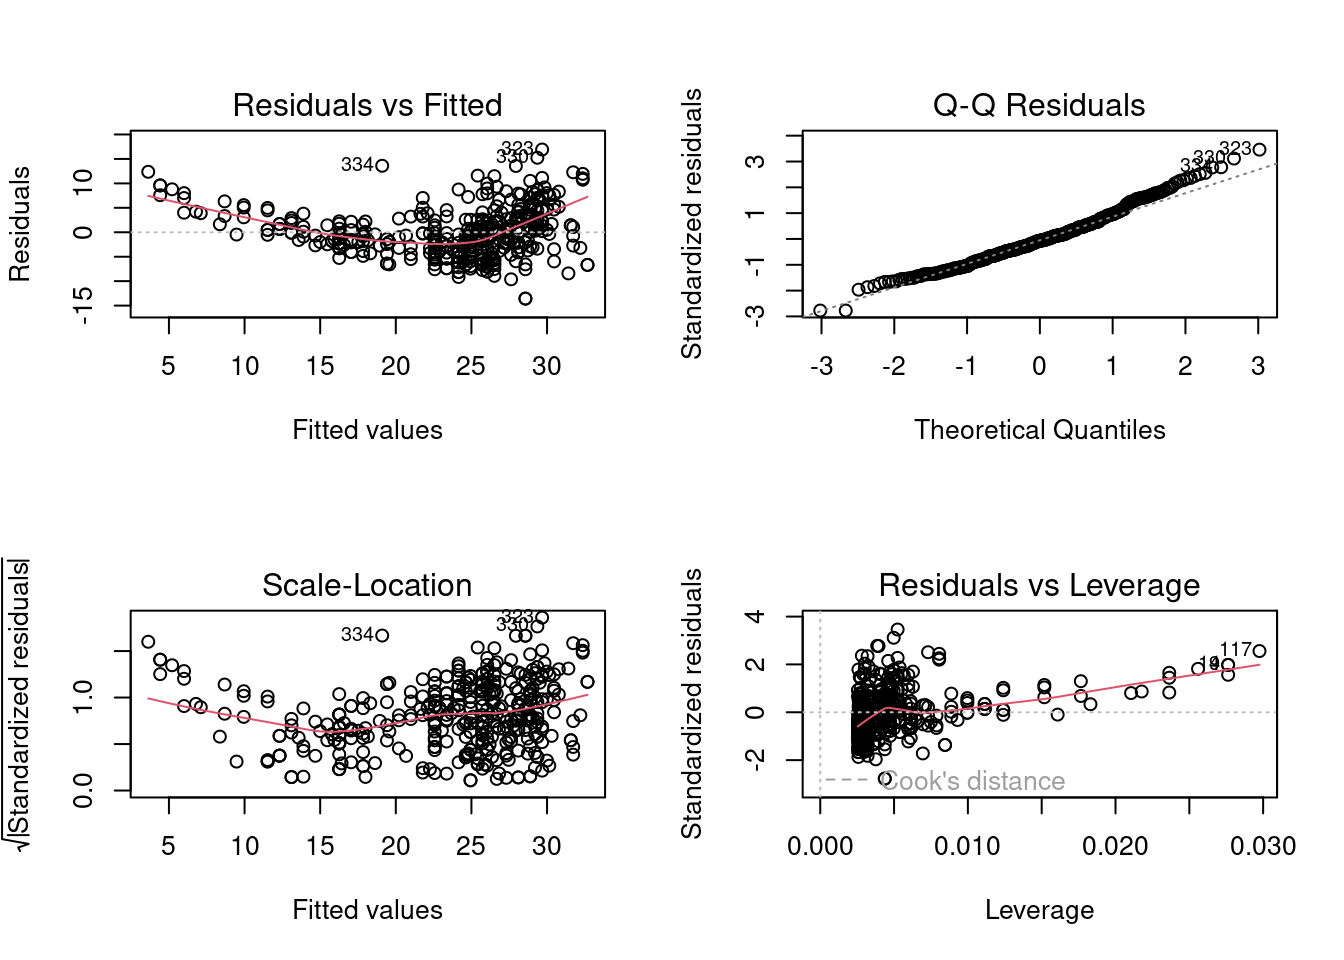 Residuals vs Fitted
Residuals
10
0
-15
334
323
330
5 10 15 20 25 30
Fitted values
Q-Q Residuals
Standardized residuals
3
1
-1
-3
334
330
323
-3 -2 -1 0 1 2 3
Theoretical Quantiles
Scale-Location
√|Standardized residuals|
1.0
0.0
334
323
330
5 10 15 20 25 30
Fitted values
Residuals vs Leverage
Standardized residuals
4
2
0
-2
117
Cook's distance
0.000 0.010 0.020 0.030
Leverage